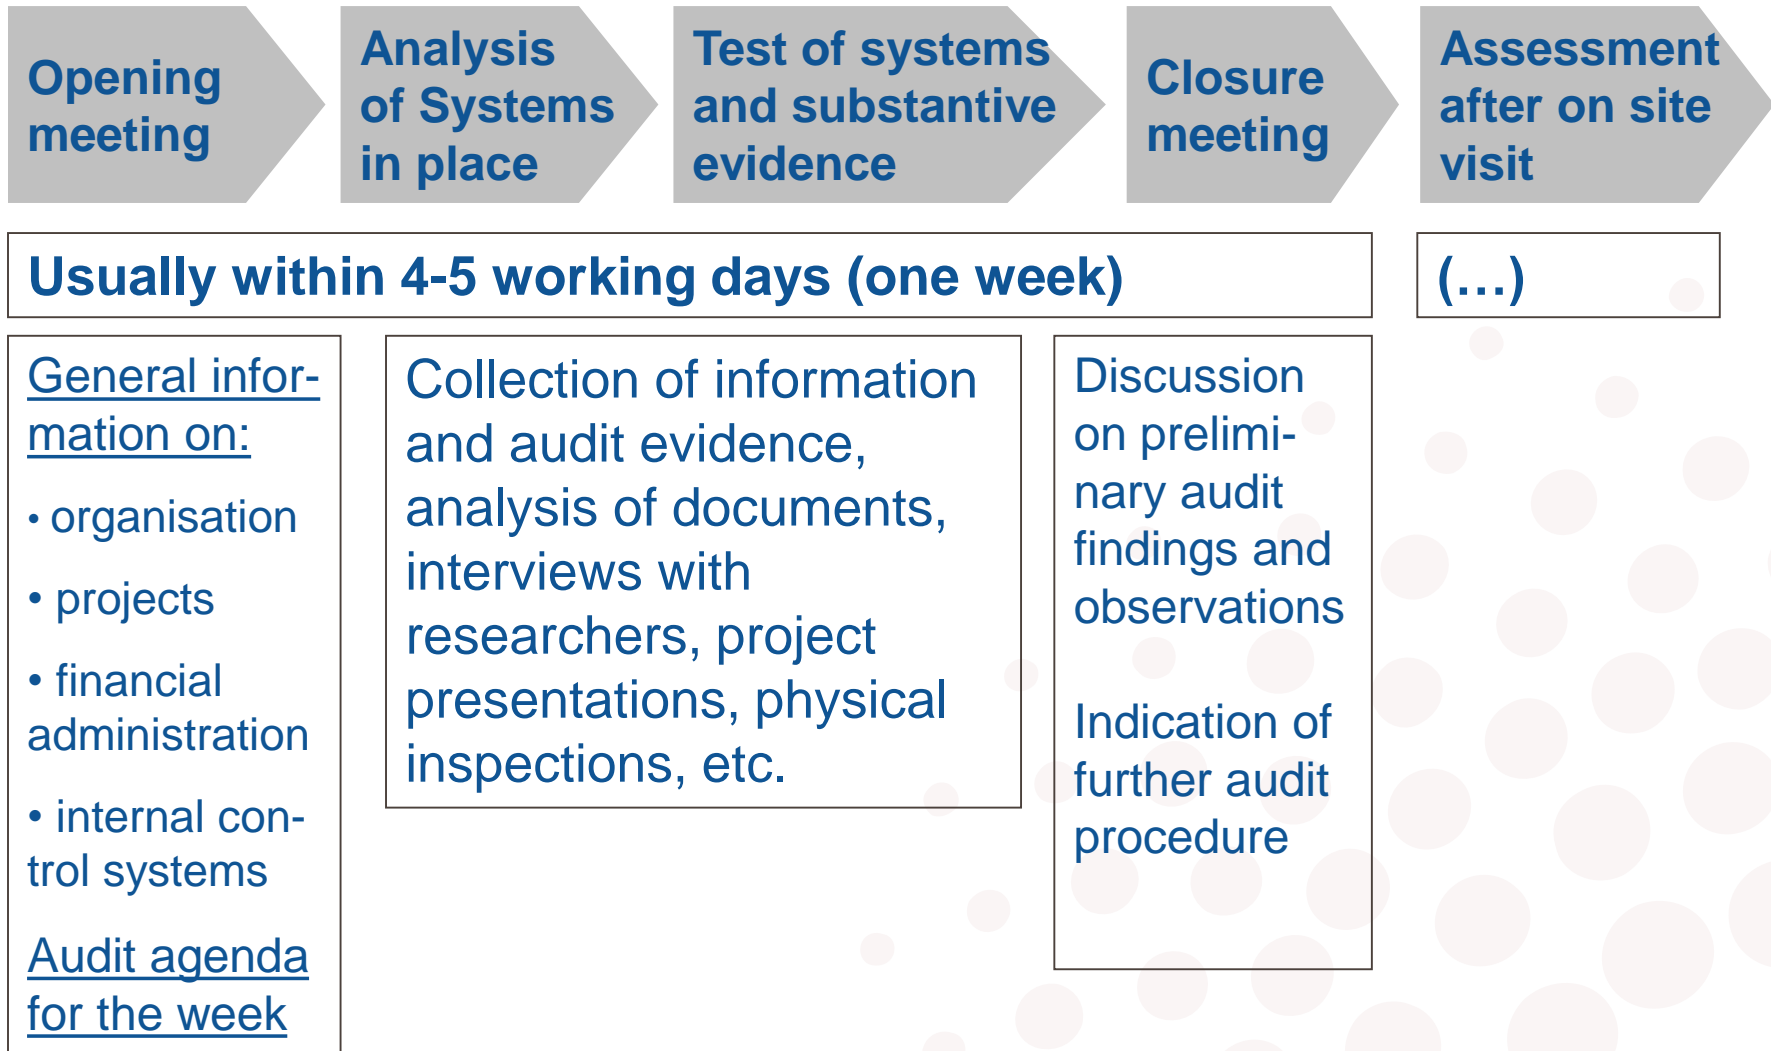 Opening
meeting
Analysis
of Systems
in place
Test of systems
and substantive
evidence
Closure
meeting
Assessment
after on site
visit
Usually within 4-5 working days (one week)
(…)
General infor-
mation on:
• organisation
• projects
• financial
administration
• internal con-
trol systems
Audit agenda
for the week
Collection of information
and audit evidence,
analysis of documents,
interviews with
researchers, project
presentations, physical
inspections, etc.
Discussion
on prelimi-
nary audit
findings and
observations
Indication of
further audit
procedure